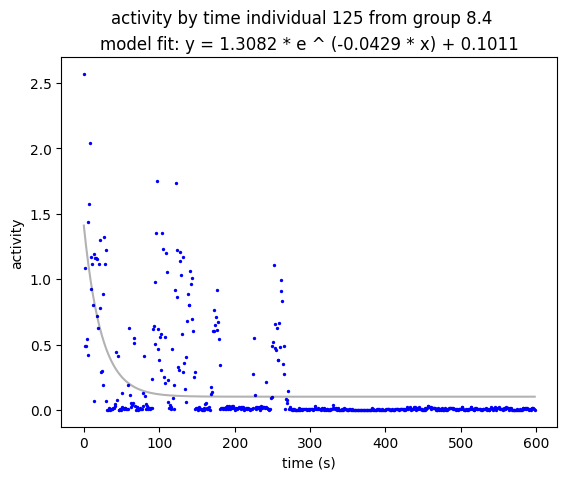 activity by time individual 125 from group 8.4
model fit: y = 1.3082 * e ^ (-0.0429 * x) + 0.1011
2.5
2.0
1.5
1.0
0.5
0.0
activity
0 100 200 300 400 500 600
time (s)